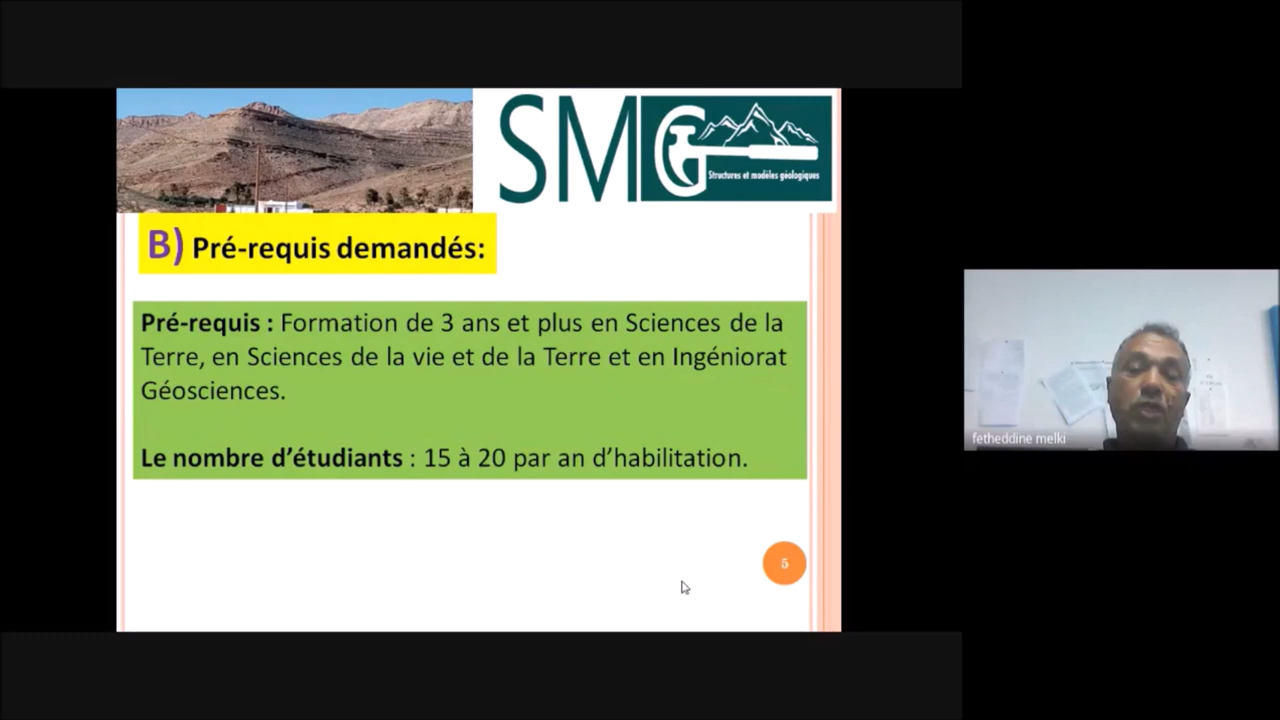 SMG
Structures et modèles géologiques
B) Pré-requis demandés:
Pré-requis : Formation de 3 ans et plus en Sciences de la
Terre, en Sciences de la vie et de la Terre et en Ingéniorat
Géosciences.
Le nombre d’étudiants : 15 à 20 par an d’habilitation.
5
fetheddine melki